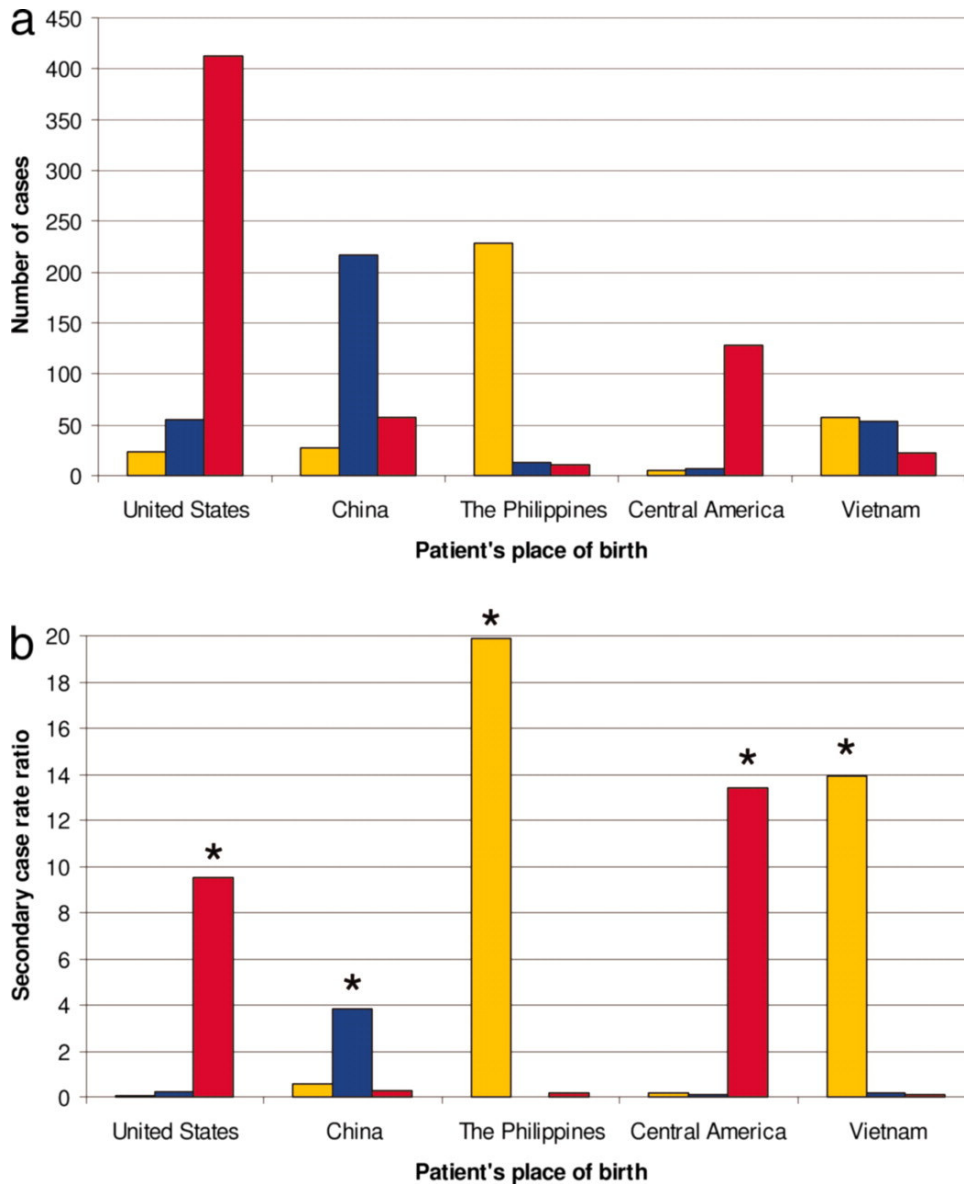 a
450
400
350
300
250
200
150
100
50
0
Number of cases
United States China The Philippines Central America Vietnam
Patient's place of birth
b
20
18
16
14
12
10
8
6
4
2
0
Secondary case rate ratio
* * * * *
United States China The Philippines Central America Vietnam
Patient's place of birth